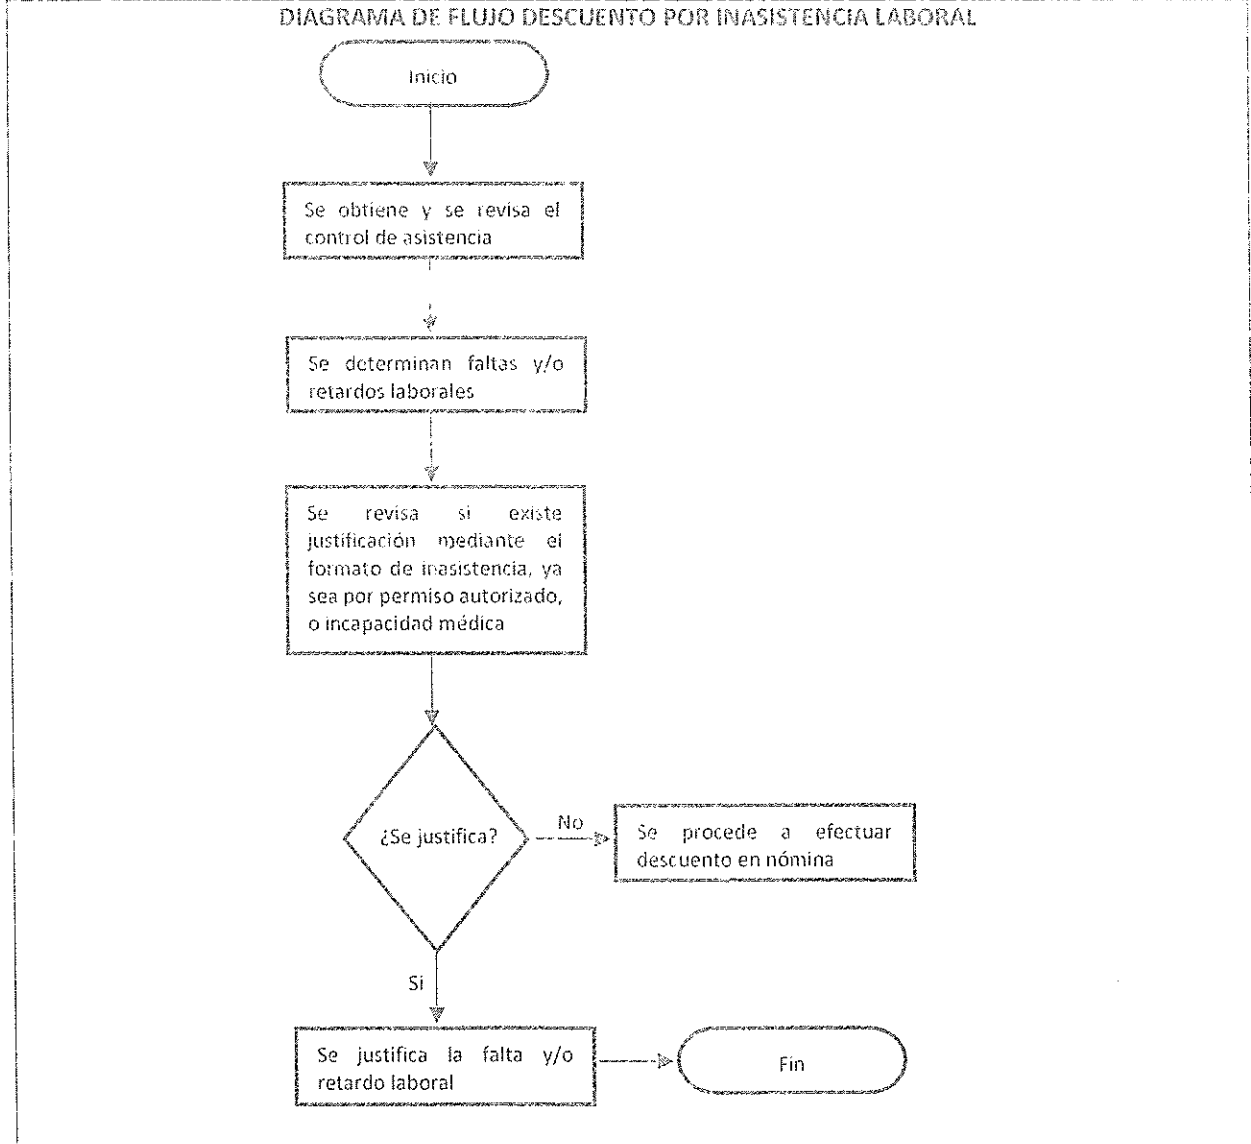 DIAGRAMA DE FLUJO DESCUENTO POR INASISTENCIA LABORAL
Inicio
Se obtiene y se revisa el
control de asistencia
Se determinan faltas y/o
retardos laborales
Se revisa si existe
justificación mediante el
formato de inasistencia, ya
sea por permiso autorizado,
o incapacidad médica
¿Se justifica?
No
Se procede a efectuar
descuento en nómina
Si
Se justifica la falta y/o
retardo laboral
Fin